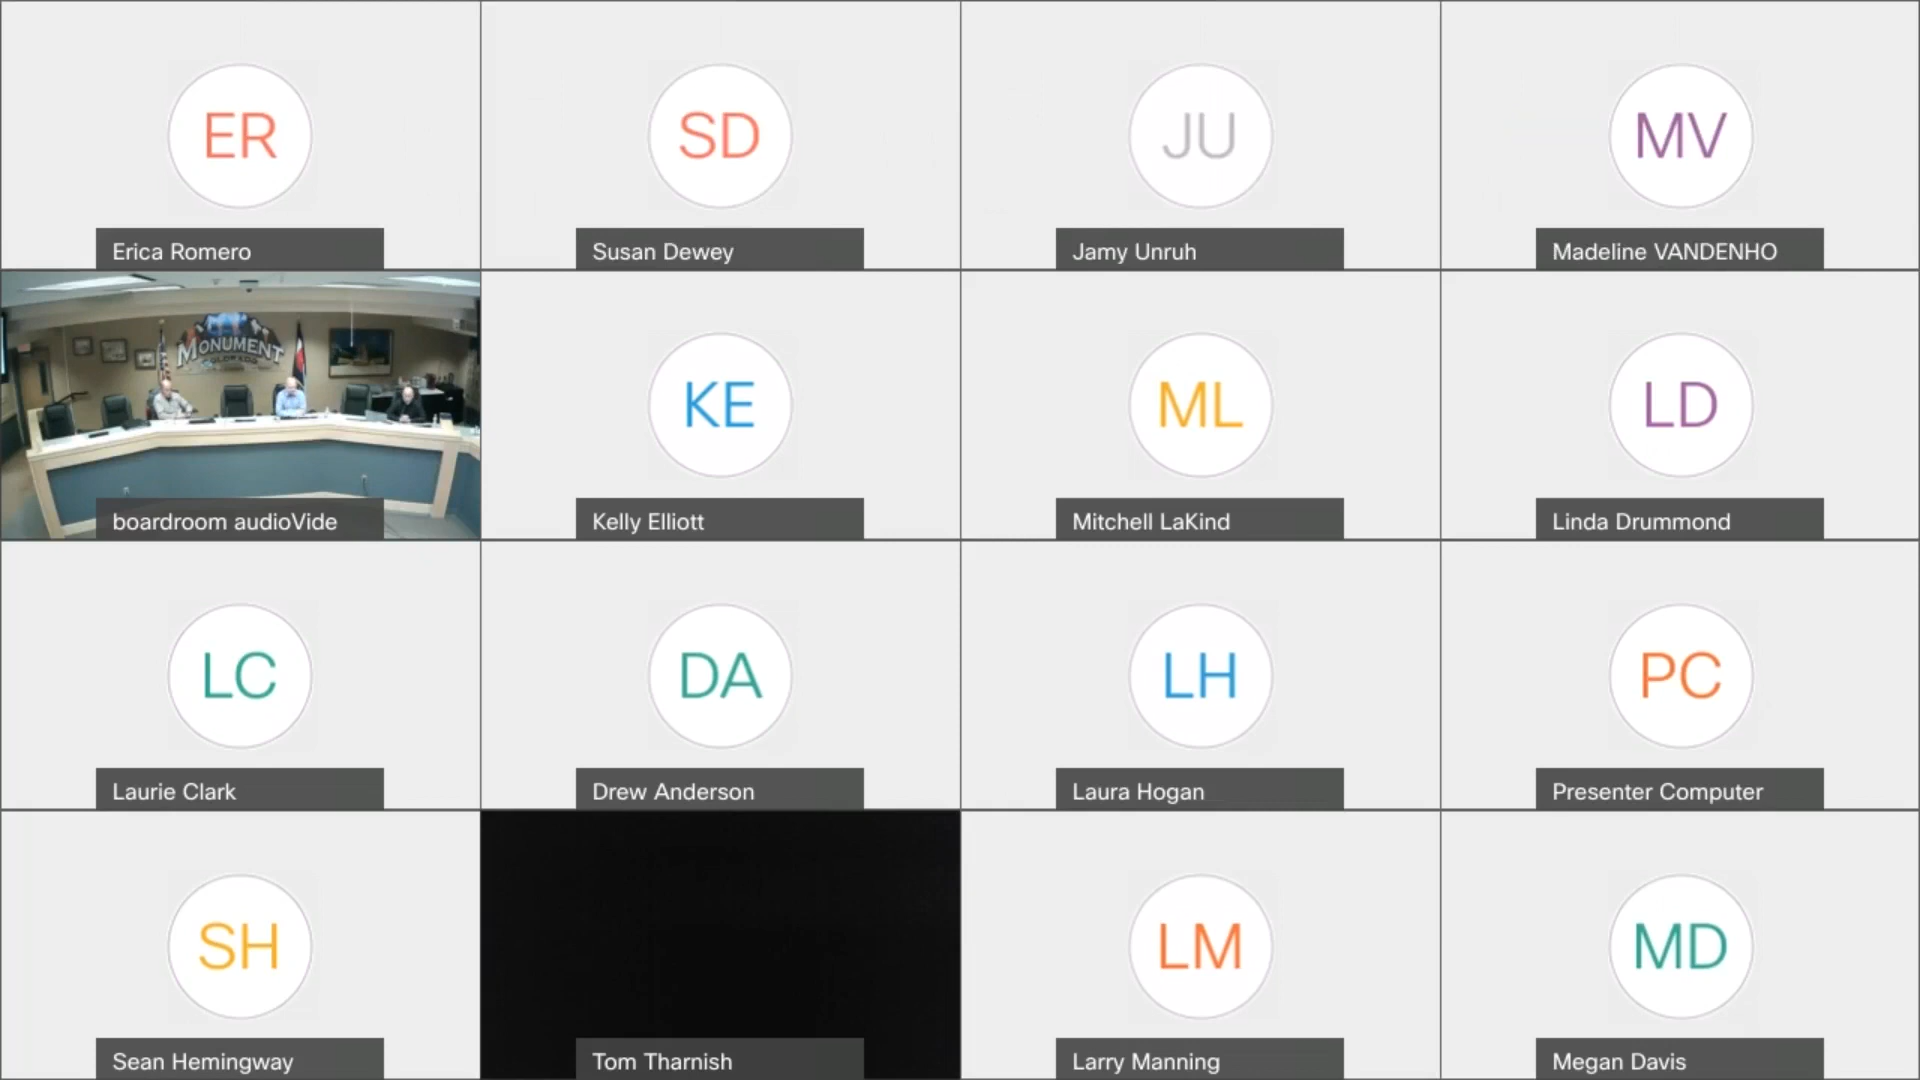 ER
Erica Romero
SD
Susan Dewey
JU
Jamy Unruh
MV
Madeline VANDENHO
MONUMENT
boardroom audioVide
KE
Kelly Elliott
ML
Mitchell LaKind
LD
Linda Drummond
LC
Laurie Clark
DA
Drew Anderson
LH
Laura Hogan
PC
Presenter Computer
SH
Sean Hemingway
Tom Tharnish
LM
Larry Manning
MD
Megan Davis